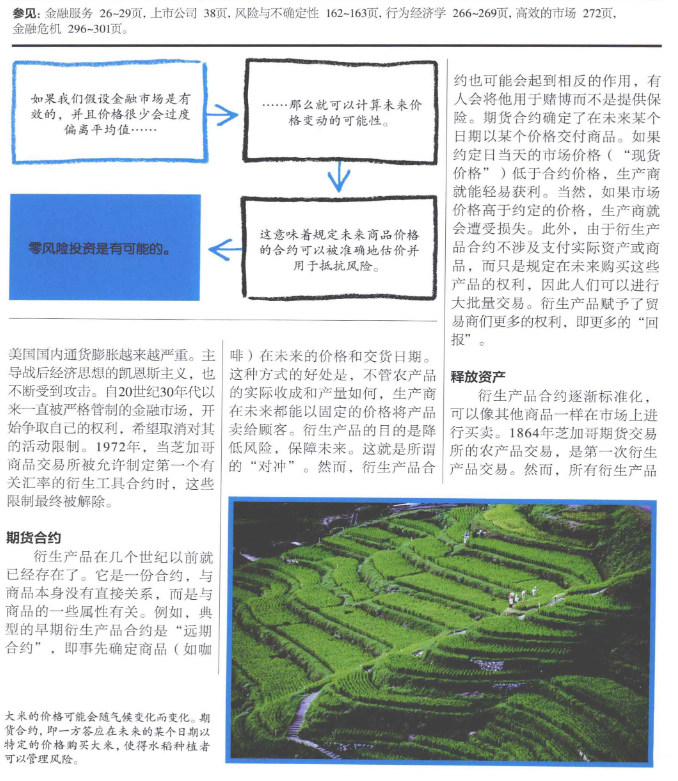 参见: 金融服务 26~29页, 上市公司 38页, 风险与不确定性 162~163页, 行为经济学 266~269页, 高效的市场 272页,
金融危机 296~301页。
如果我们假设金融市场是有
效的，并且价格很少会过度
偏离平均值……
……那么就可以计算未来价
格变动的可能性。
这意味着规定未来商品价格
的合约可以被准确地估价并
用于抵抗风险。
零风险投资是有可能的。
美国国内通货膨胀越来越严重。主
导战后经济思想的凯恩斯主义，也
不断受到攻击。自20世纪30年代以
来一直被严格管制的金融市场，开
始争取自己的权利，希望取消对其
的活动限制。1972年，当芝加哥
商品交易所被允许制定第一个有
关汇率的衍生工具合约时，这些
限制最终被解除。
期货合约
衍生产品在几个世纪以前就
已经存在了。它是一份合约，与
商品本身没有直接关系，而是与
商品的一些属性有关。例如，典
型的早期衍生产品合约是“远期
合约”，即事先确定商品（如咖
啡）在未来的价格和交货日期。
这种方式的好处是，不管农产品
的实际收成和产量如何，生产商
在未来都能以固定的价格将产品
卖给顾客。衍生产品的目的是降
低风险，保障未来。这就是所谓
的“对冲”。然而，衍生产品合
约也可能会起到相反的作用，有
人会将他用于赌博而不是提供保
险。期货合约确定了在未来某个
日期以某个价格交付商品。如果
约定日当天的市场价格（“现货
价格”）低于合约价格，生产商
就能轻易获利。当然，如果市场
价格高于约定的价格，生产商就
会遭受损失。此外，由于衍生产
品合约不涉及支付实际资产或商
品，而只是规定在未来购买这些
产品的权利，因此人们可以进行
大批量交易。衍生产品赋予了贸
易商们更多的权利，即更多的“回
报”。
释放资产
衍生产品合约逐渐标准化，
可以像其他商品一样在市场上进
行买卖。1864年芝加哥期货交易
所的农产品交易，是第一次衍生
产品交易。然而，所有衍生产品
大米的价格可能会随气候变化而变化。期
货合约，即一方答应在未来的某个日期以
特定的价格购买大米，使得水稻种植者
可以管理风险。